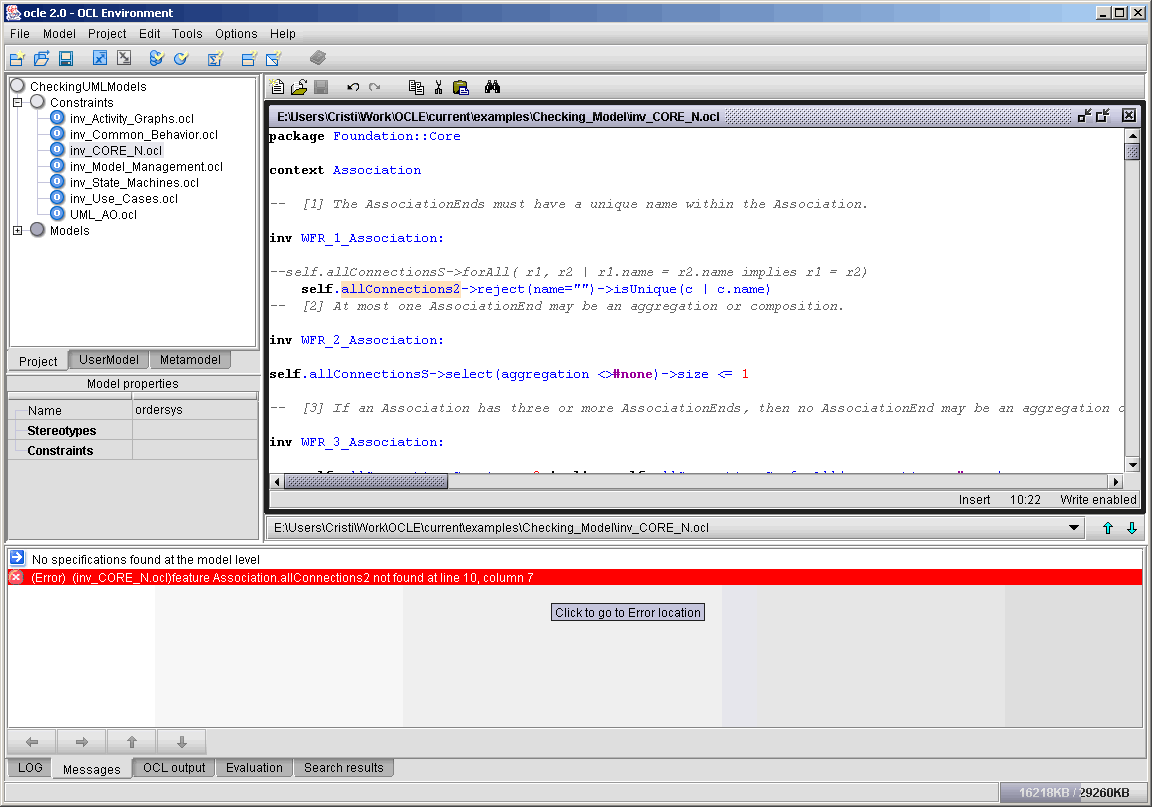 ocle 2.0 - OCL Environment
File Model Project Edit Tools Options Help
CheckingUMLModels
Constraints
inv_Activity_Graphs.ocl
inv_Common_Behavior.ocl
inv_CORE_N.ocl
inv_Model_Management.ocl
inv_State_Machines.ocl
inv_Use_Cases.ocl
UML_AO.ocl
Models
Project UserModel Metamodel
Model properties
Name ordersys
Stereotypes
Constraints
E:\Users\Cristi\Work\OCLE\current\examples\Checking_Model\inv_CORE_N.ocl
package Foundation::Core
context Association
-- [1] The AssociationEnds must have a unique name within the Association.
inv WFR_1_Association:
--self.allConnectionsS->forAll( r1, r2 | r1.name = r2.name implies r1 = r2)
self.allConnections2->reject(name="")->isUnique(c | c.name)
-- [2] At most one AssociationEnd may be an aggregation or composition.
inv WFR_2_Association:
self.allConnectionsS->select(aggregation <>#none)->size <= 1
-- [3] If an Association has three or more AssociationEnds, then no AssociationEnd may be an aggregation
inv WFR_3_Association:
Insert 10:22 Write enabled
E:\Users\Cristi\Work\OCLE\current\examples\Checking_Model\inv_CORE_N.ocl
No specifications found at the model level
(Error) (inv_CORE_N.ocl)feature Association.allConnections2 not found at line 10, column 7
Click to go to Error location
LOG Messages OCL output Evaluation Search results
16218KB / 29260KB